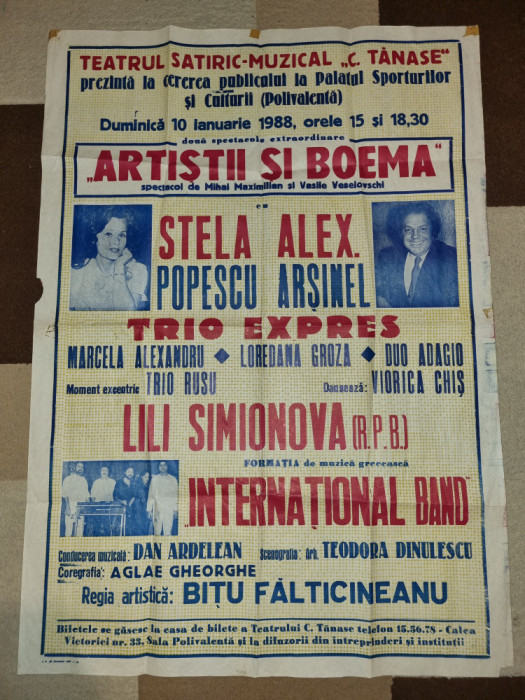 TEATRUL SATIRIC-MUZICAL „C. TĂNASE"
prezintă la cererea publicului la Palatul Sporturilor
și Culturii (Polivalentă)
Duminică 10 Ianuarie 1988, orele 15 și 18,30
două spectacole extraordinare
„ARTIȘTII ȘI BOEMA"
spectacol de Mihai Maximilian și Vasile Veselovschi
cu
STELA ALEX.
POPESCU ARȘINEL
TRIO EXPRES
MARCELA ALEXANDRU ◆ LOREDANA GROZA ◆ DUO ADAGIO
Moment excentric TRIO RUSU Dansează: VIORICA CHIȘ
LILI SIMIONOVA (R.P.B.)
FORMAȚIA de muzică grecească
„INTERNAȚIONAL BAND"
Conducerea muzicală: DAN ARDELEAN Scenografia: Arh. TEODORA DINULESCU
Coregrafia: AGLAE GHEORGHE
Regia artistică: BIȚU FĂLTICINEANU
Biletele se găsesc la casa de bilete a Teatrului C. Tănase telefon 15.56.78 - Calea
Victoriei nr. 33, Sala Polivalentă și la difuzorii din întreprinderi și instituții